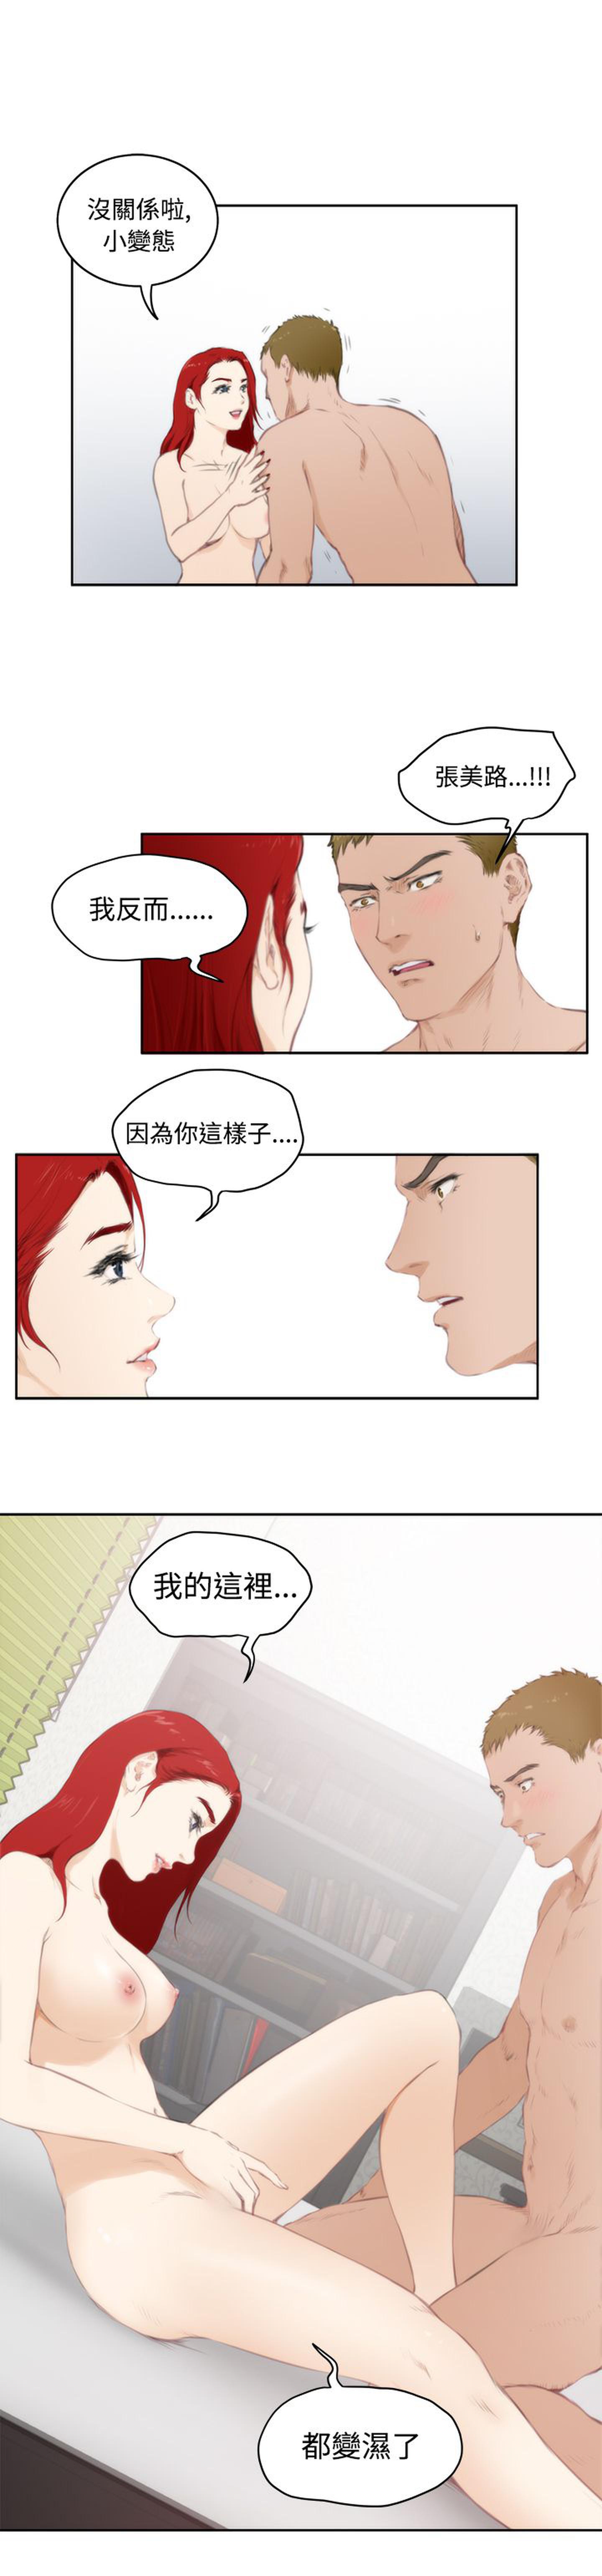 沒關係啦,
小變態
張美路...!!!
我反而......
因為你這樣子....
我的這裡...
都變濕了